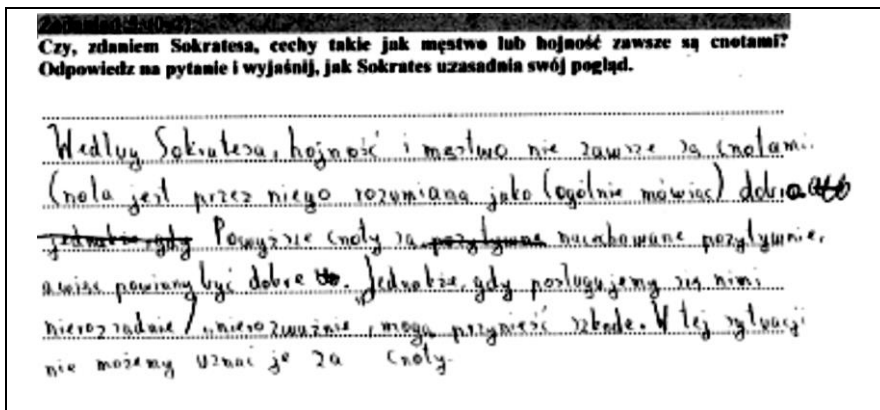 Czy, zdaniem Sokratesa, cechy takie jak męstwo lub hojność zawsze są cnotami?
Odpowiedz na pytanie i wyjaśnij, jak Sokrates uzasadnia swój pogląd.
Według Sokratesa, hojność i męstwo nie zawsze są cnotami.
Cnota jest przez niego rozumiana jako (ogólnie mówiąc) dobra
Powyższe cnoty są nacechowane pozytywnie,
a więc powinny być dobre. Jednakże, gdy posługujemy się nimi
nierozsądnie / nierozważnie, mogą przynieść szkodę. W tej sytuacji
nie możemy uznać je za cnoty.